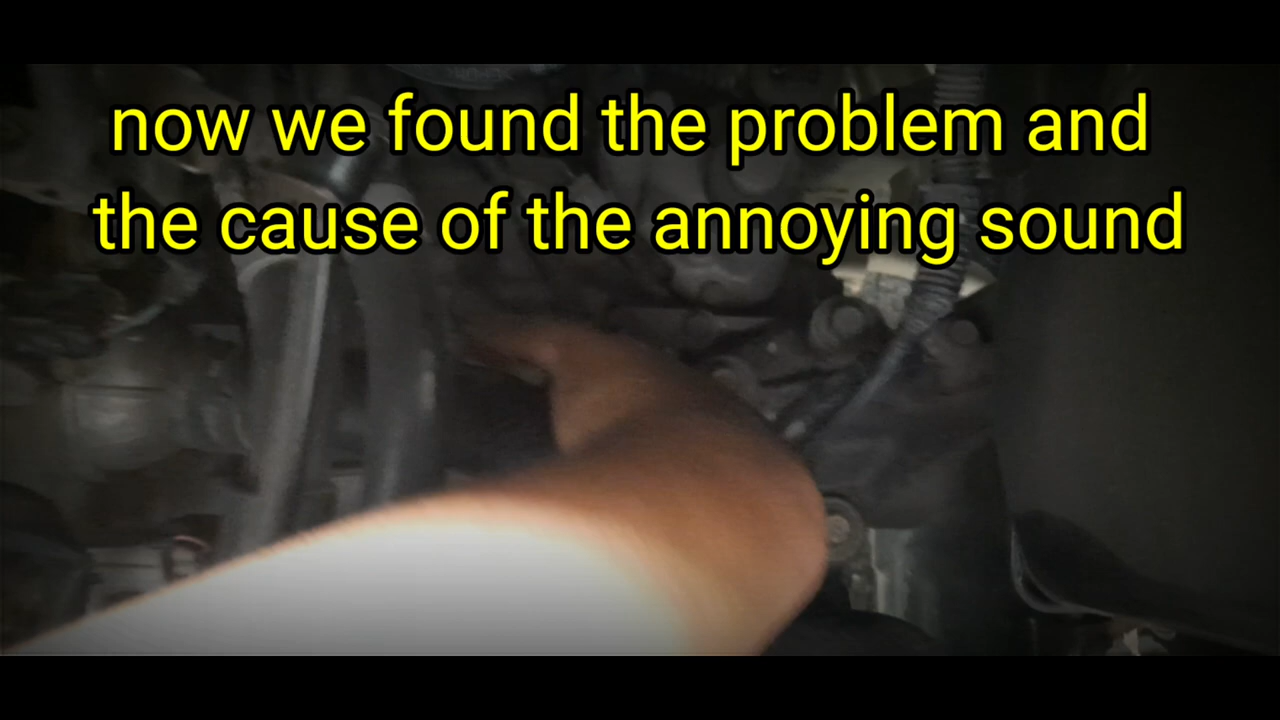 now we found the problem and
the cause of the annoying sound